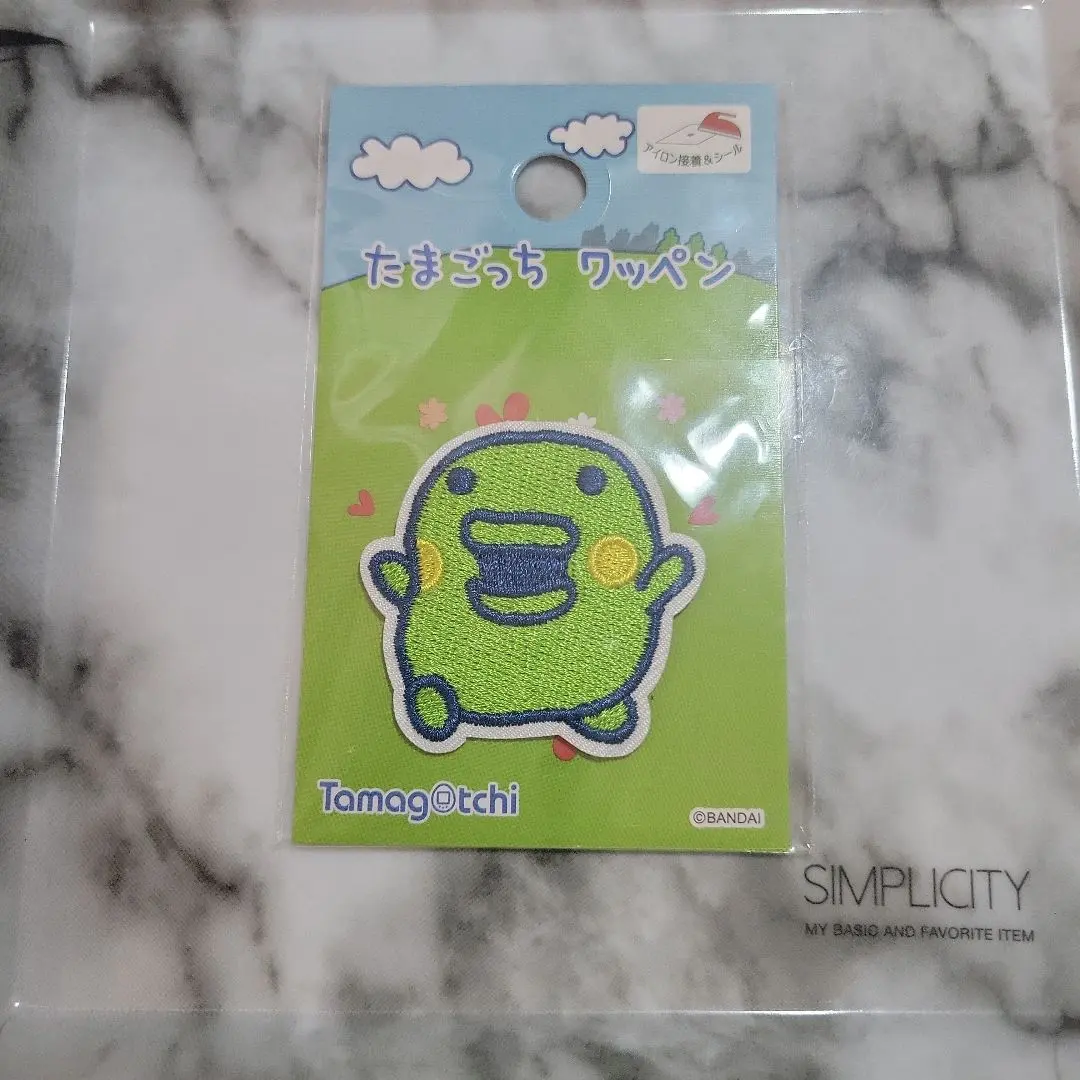 アイロン接着&シール
たまごっち ワッペン
Tamagotchi
©BANDAI
SIMPLICITY
MY BASIC AND FAVORITE ITEM